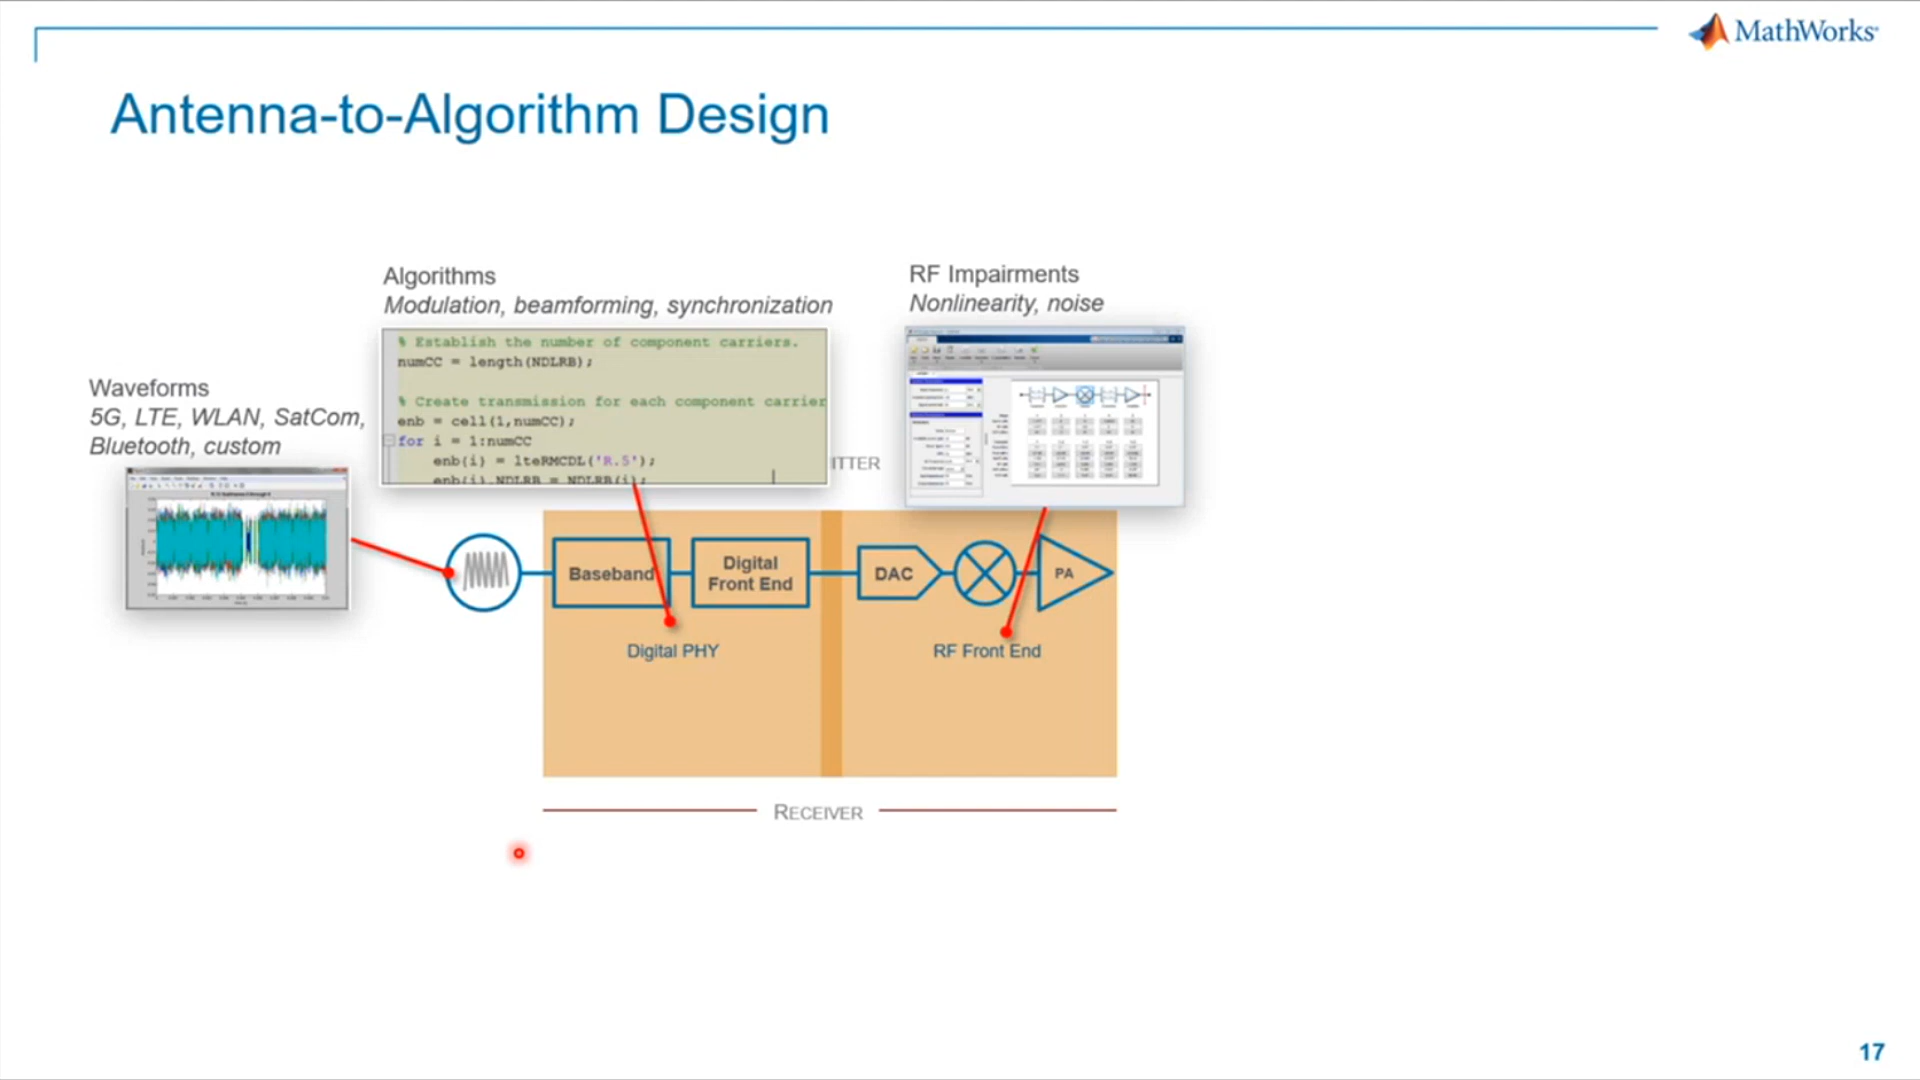 MathWorks®
Antenna-to-Algorithm Design
Algorithms
Modulation, beamforming, synchronization
RF Impairments
Nonlinearity, noise
% Establish the number of component carriers.
numCC = length(NDLRB);
% Create transmission for each component carrier
enb = cell(1,numCC);
for i = 1:numCC
enb{i} = lteRMCDL('R.5');
enb{i}.NDLRB = NDLRB(i);
Waveforms
5G, LTE, WLAN, SatCom,
Bluetooth, custom
ITTER
Baseband
Digital
Front End
DAC
PA
Digital PHY
RF Front End
RECEIVER
17